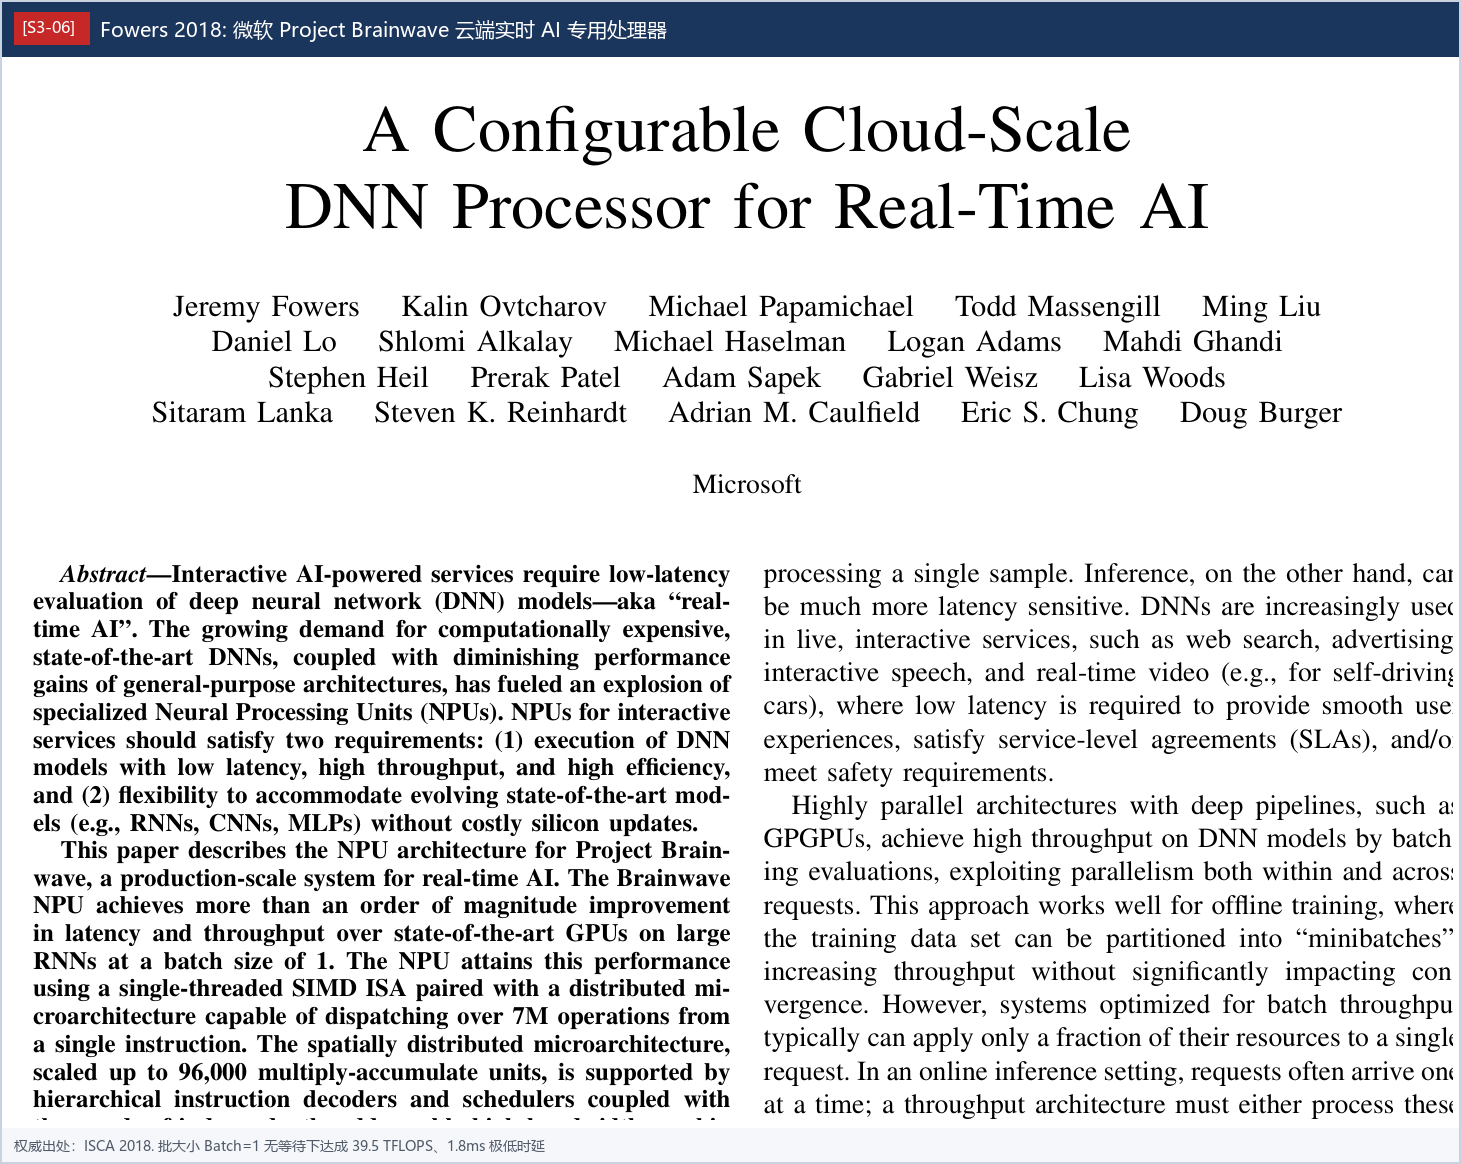 [S3-06] Fowers 2018: 微软 Project Brainwave 云端实时 AI 专用处理器
A Configurable Cloud-Scale
DNN Processor for Real-Time AI
Jeremy Fowers Kalin Ovtcharov Michael Papamichael Todd Massengill Ming Liu
Daniel Lo Shlomi Alkalay Michael Haselman Logan Adams Mahdi Ghandi
Stephen Heil Prerak Patel Adam Sapek Gabriel Weisz Lisa Woods
Sitaram Lanka Steven K. Reinhardt Adrian M. Caulfield Eric S. Chung Doug Burger
Microsoft
Abstract—Interactive AI-powered services require low-latency
evaluation of deep neural network (DNN) models—aka “real-
time AI”. The growing demand for computationally expensive,
state-of-the-art DNNs, coupled with diminishing performance
gains of general-purpose architectures, has fueled an explosion of
specialized Neural Processing Units (NPUs). NPUs for interactive
services should satisfy two requirements: (1) execution of DNN
models with low latency, high throughput, and high efficiency,
and (2) flexibility to accommodate evolving state-of-the-art mod-
els (e.g., RNNs, CNNs, MLPs) without costly silicon updates.
This paper describes the NPU architecture for Project Brain-
wave, a production-scale system for real-time AI. The Brainwave
NPU achieves more than an order of magnitude improvement
in latency and throughput over state-of-the-art GPUs on large
RNNs at a batch size of 1. The NPU attains this performance
using a single-threaded SIMD ISA paired with a distributed mi-
croarchitecture capable of dispatching over 7M operations from
a single instruction. The spatially distributed microarchitecture,
scaled up to 96,000 multiply-accumulate units, is supported by
hierarchical instruction decoders and schedulers coupled with
processing a single sample. Inference, on the other hand, can
be much more latency sensitive. DNNs are increasingly used
in live, interactive services, such as web search, advertising
interactive speech, and real-time video (e.g., for self-driving
cars), where low latency is required to provide smooth user
experiences, satisfy service-level agreements (SLAs), and/or
meet safety requirements.
Highly parallel architectures with deep pipelines, such as
GPGPUs, achieve high throughput on DNN models by batch
ing evaluations, exploiting parallelism both within and across
requests. This approach works well for offline training, where
the training data set can be partitioned into “minibatches”
increasing throughput without significantly impacting con
vergence. However, systems optimized for batch throughpu
typically can apply only a fraction of their resources to a single
request. In an online inference setting, requests often arrive one
at a time; a throughput architecture must either process these
权威出处：ISCA 2018. 批大小 Batch=1 无等待下达成 39.5 TFLOPS、1.8ms 极低时延